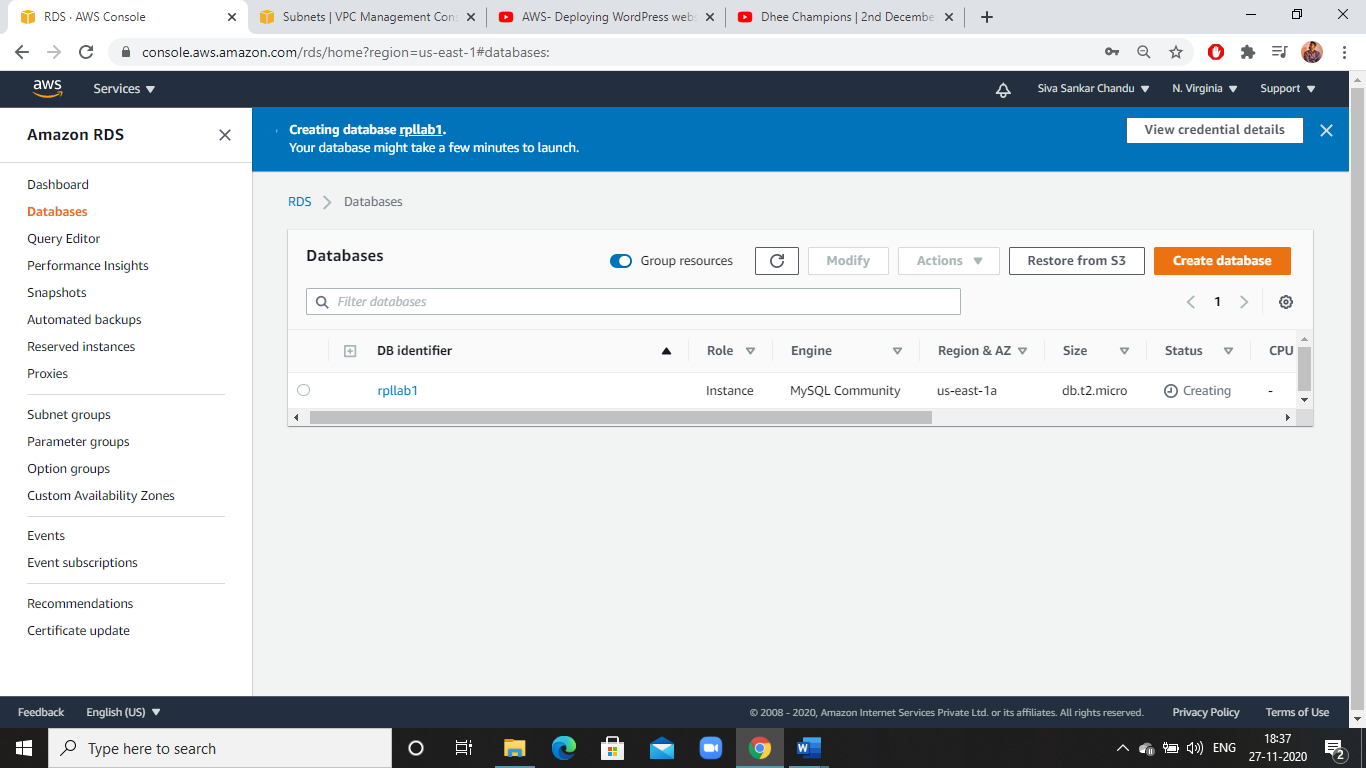 RDS · AWS Console
Subnets | VPC Management Cons
AWS- Deploying WordPress webs
Dhee Champions | 2nd Decembe
console.aws.amazon.com/rds/home?region=us-east-1#databases:
aws
Services
Siva Sankar Chandu
N. Virginia
Support
Amazon RDS
Dashboard
Databases
Query Editor
Performance Insights
Snapshots
Automated backups
Reserved instances
Proxies
Subnet groups
Parameter groups
Option groups
Custom Availability Zones
Events
Event subscriptions
Recommendations
Certificate update
Creating database rpllab1.
Your database might take a few minutes to launch.
View credential details
RDS
Databases
Databases
Group resources
Modify
Actions
Restore from S3
Create database
Filter databases
1
DB identifier
Role
Engine
Region & AZ
Size
Status
CPU
rpllab1
Instance
MySQL Community
us-east-1a
db.t2.micro
Creating
-
Feedback
English (US)
© 2008 - 2020, Amazon Internet Services Private Ltd. or its affiliates. All rights reserved.
Privacy Policy
Terms of Use
Type here to search
ENG
18:37
27-11-2020
2